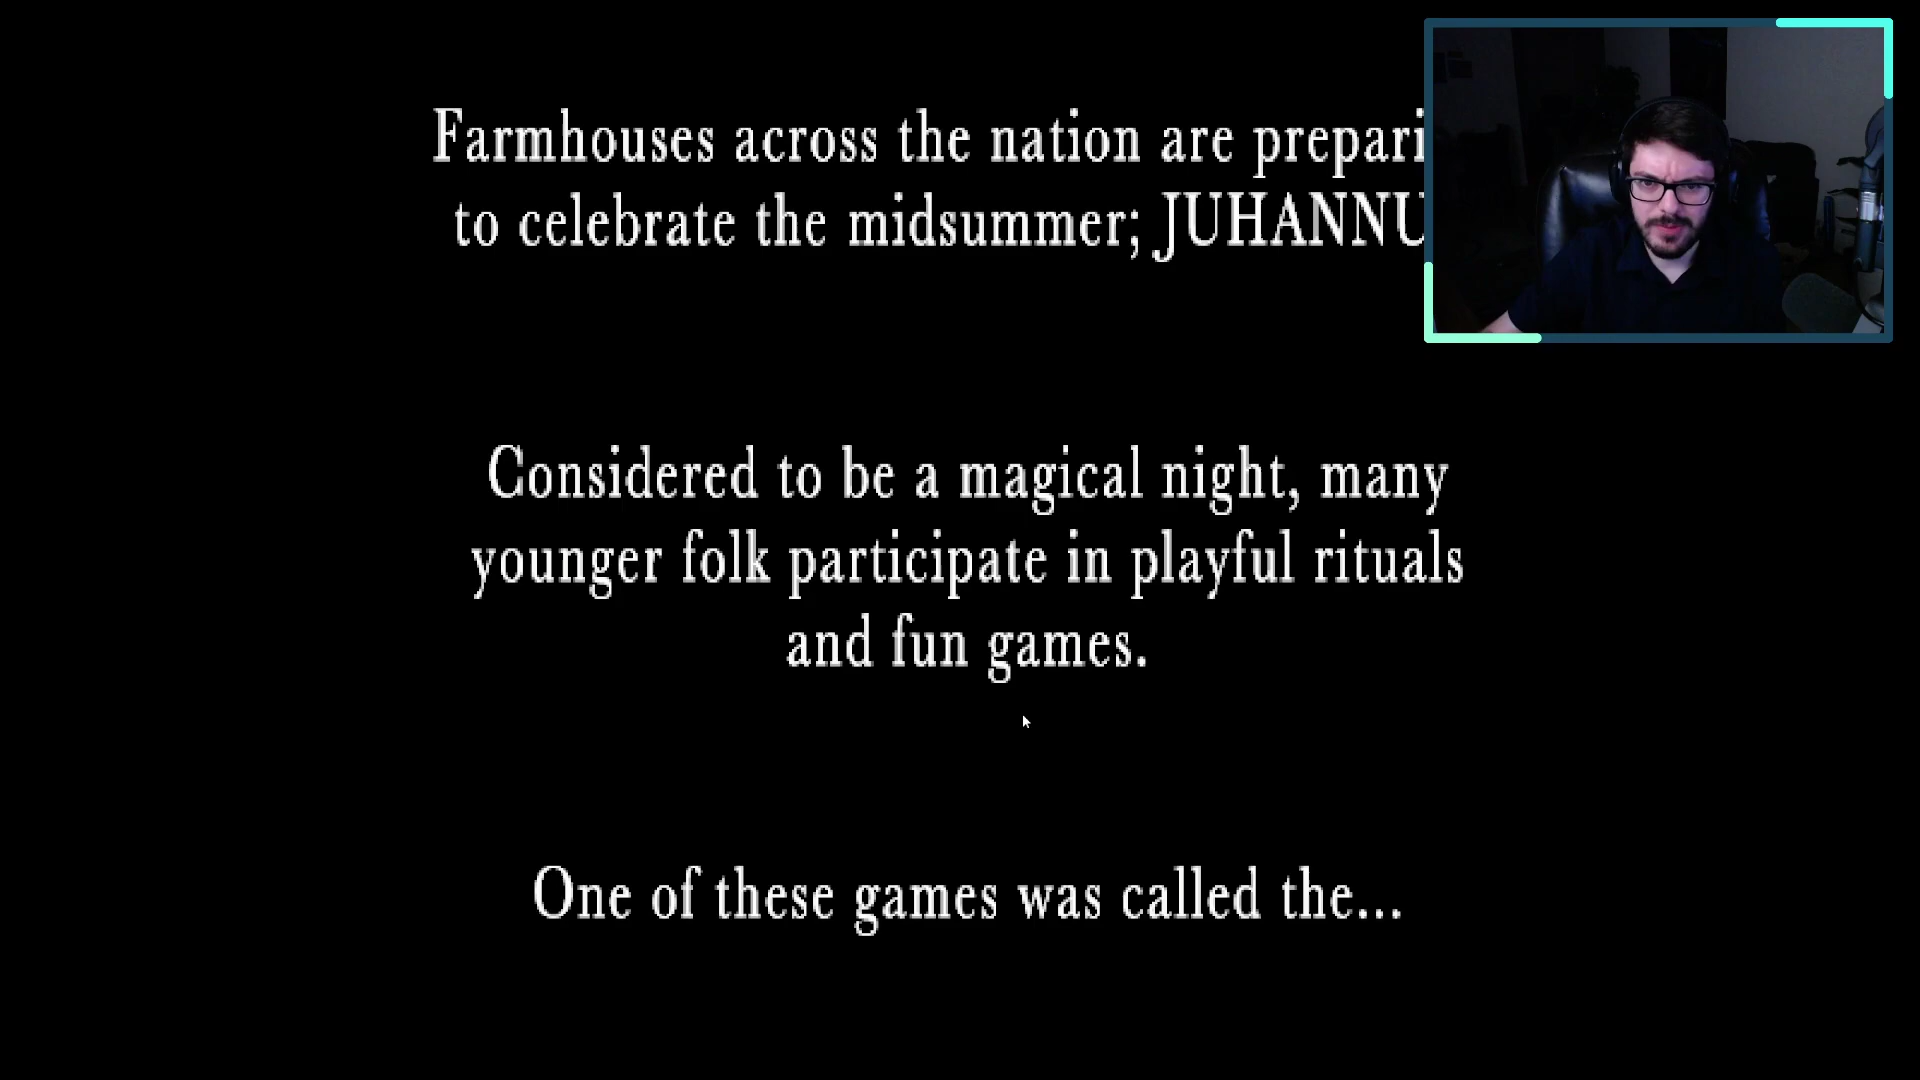 Farmhouses across the nation are prepari
to celebrate the midsummer; JUHANNU
Considered to be a magical night, many
younger folk participate in playful rituals
and fun games.
One of these games was called the...